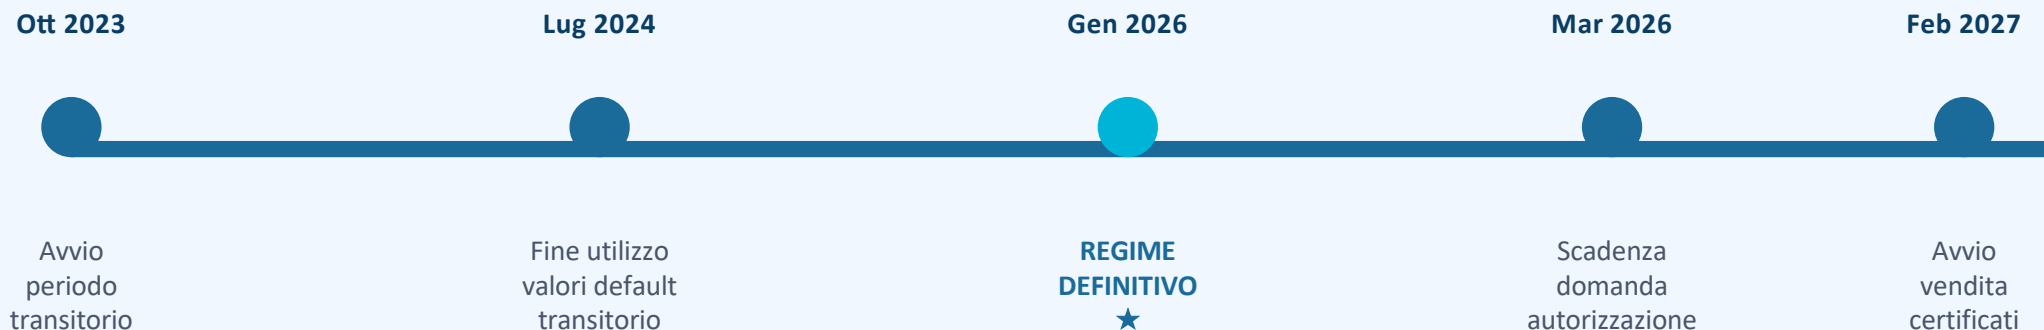 Ott 2023
Lug 2024
Gen 2026
Mar 2026
Feb 2027
Avvio
periodo
transitorio
Fine utilizzo
valori default
transitorio
REGIME
DEFINITIVO
★
Scadenza
domanda
autorizzazione
Avvio
vendita
certificati